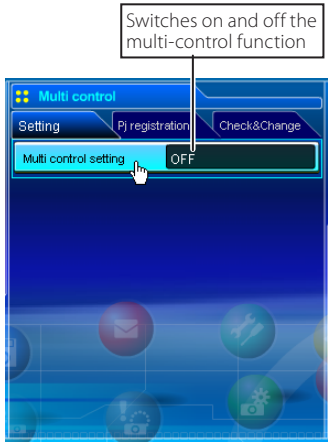 Switches on and off the
multi-control function
Multi control
Setting Pj registration Check&Change
Multi control setting OFF